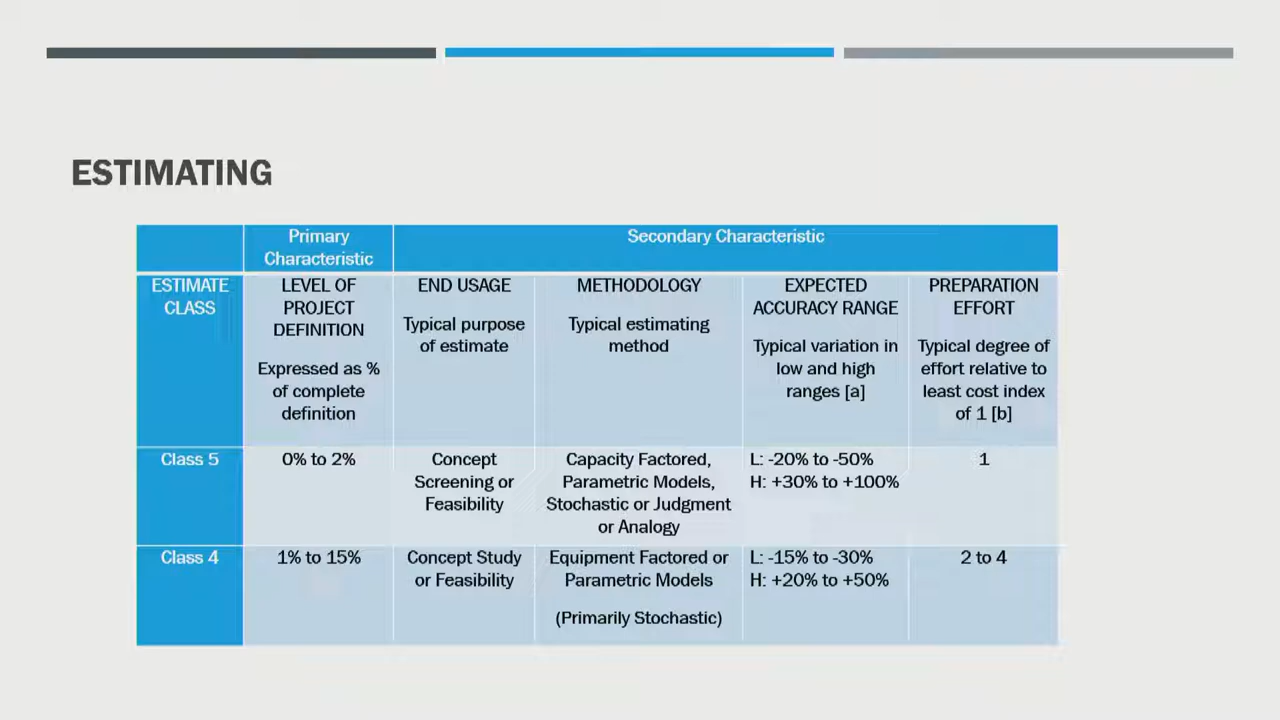 ESTIMATING
Primary
Characteristic
Secondary Characteristic
ESTIMATE
CLASS
LEVEL OF
PROJECT
DEFINITION
Expressed as %
of complete
definition
END USAGE
Typical purpose
of estimate
METHODOLOGY
Typical estimating
method
EXPECTED
ACCURACY RANGE
Typical variation in
low and high
ranges [a]
PREPARATION
EFFORT
Typical degree of
effort relative to
least cost index
of 1 [b]
Class 5
0% to 2%
Concept
Screening or
Feasibility
Capacity Factored,
Parametric Models,
Stochastic or Judgment
or Analogy
L: -20% to -50%
H: +30% to +100%
1
Class 4
1% to 15%
Concept Study
or Feasibility
Equipment Factored or
Parametric Models
(Primarily Stochastic)
L: -15% to -30%
H: +20% to +50%
2 to 4